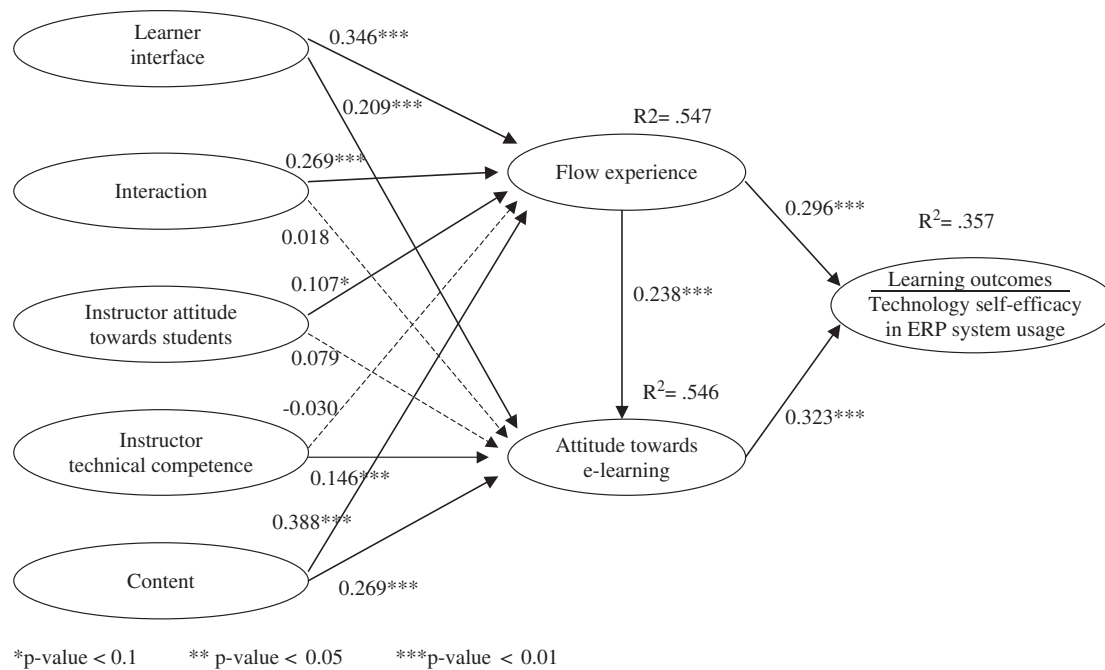 Learner
interface
0.346***
0.209***
R2= .547
Interaction
0.269***
Flow experience
0.018
0.296***
R²= .357
Instructor attitude
towards students
0.107*
0.079
0.238***
Learning outcomes
Technology self-efficacy
in ERP system usage
R²= .546
-0.030
Instructor
technical competence
0.146***
Attitude towards
e-learning
0.323***
0.388***
Content
0.269***
*p-value < 0.1 ** p-value < 0.05 ***p-value < 0.01